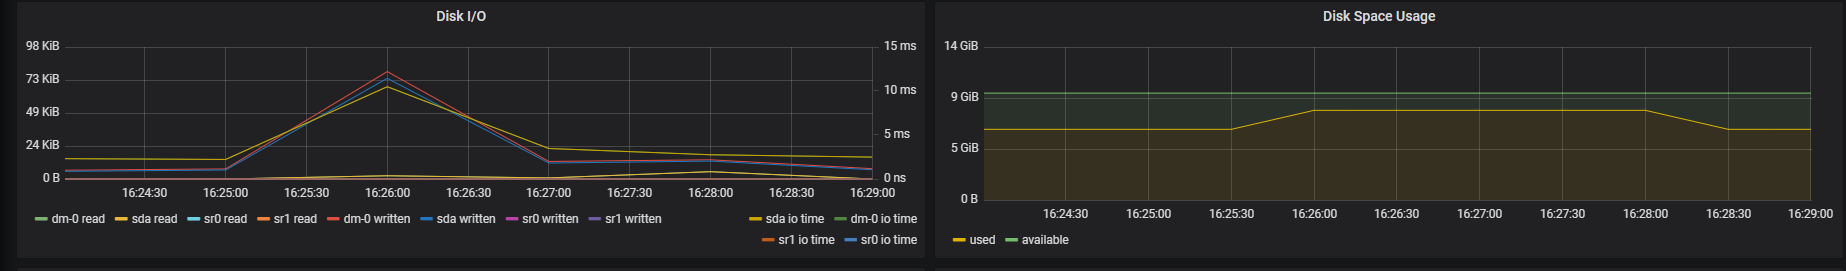 Disk I/O
98 KiB
73 KiB
49 KiB
24 KiB
0 B
15 ms
10 ms
5 ms
0 ns
16:24:30 16:25:00 16:25:30 16:26:00 16:26:30 16:27:00 16:27:30 16:28:00 16:28:30 16:29:00
dm-0 read sda read sr0 read sr1 read dm-0 written sda written sr0 written sr1 written
sda io time dm-0 io time
sr1 io time sr0 io time
Disk Space Usage
14 GiB
9 GiB
5 GiB
0 B
16:24:30 16:25:00 16:25:30 16:26:00 16:26:30 16:27:00 16:27:30 16:28:00 16:28:30 16:29:00
used available